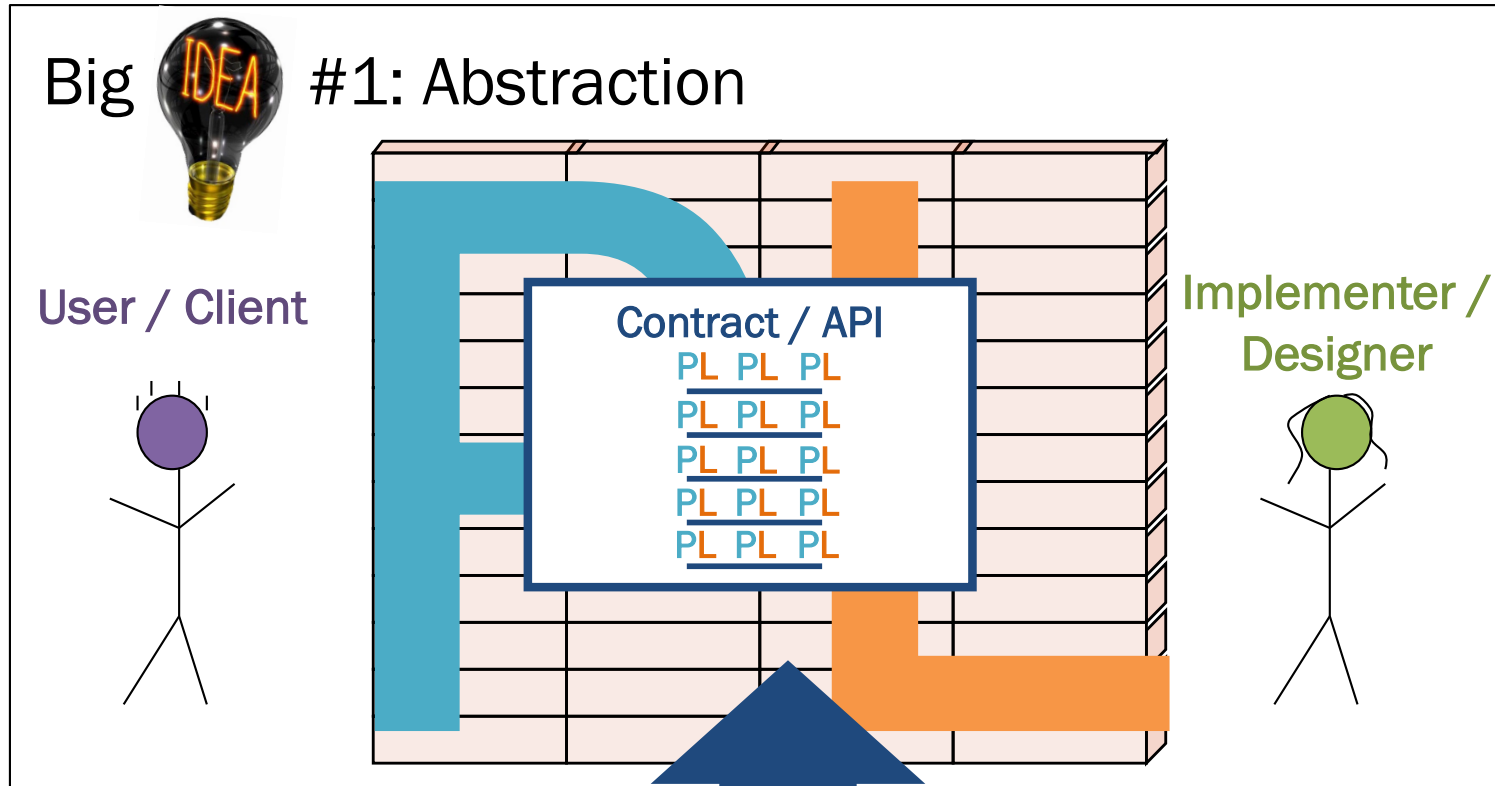 Big IDEA #1: Abstraction
User / Client
Contract / API
PL PL PL
PL PL PL
PL PL PL
PL PL PL
PL PL PL
Implementer /
Designer
PL